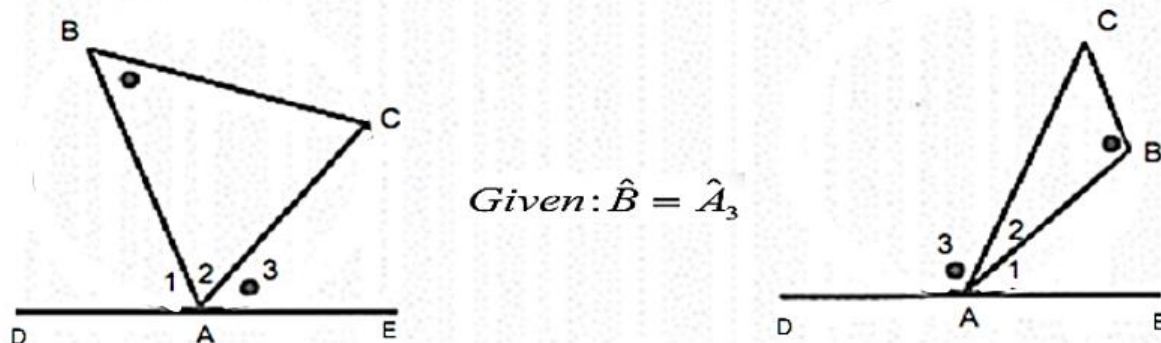 B
C
1 2 3
D A E
Given: B̂ = Â₃
C
B
3 2
1
D A E